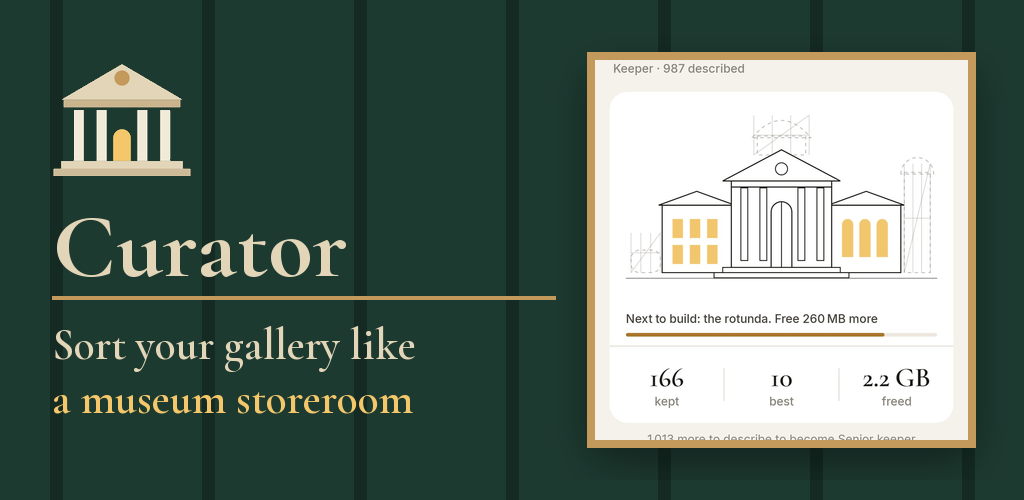 Curator
Sort your gallery like
a museum storeroom
Keeper · 987 described
Next to build: the rotunda. Free 260 MB more
166
kept
10
best
2.2 GB
freed
1 013 more to describe to become Senior keeper